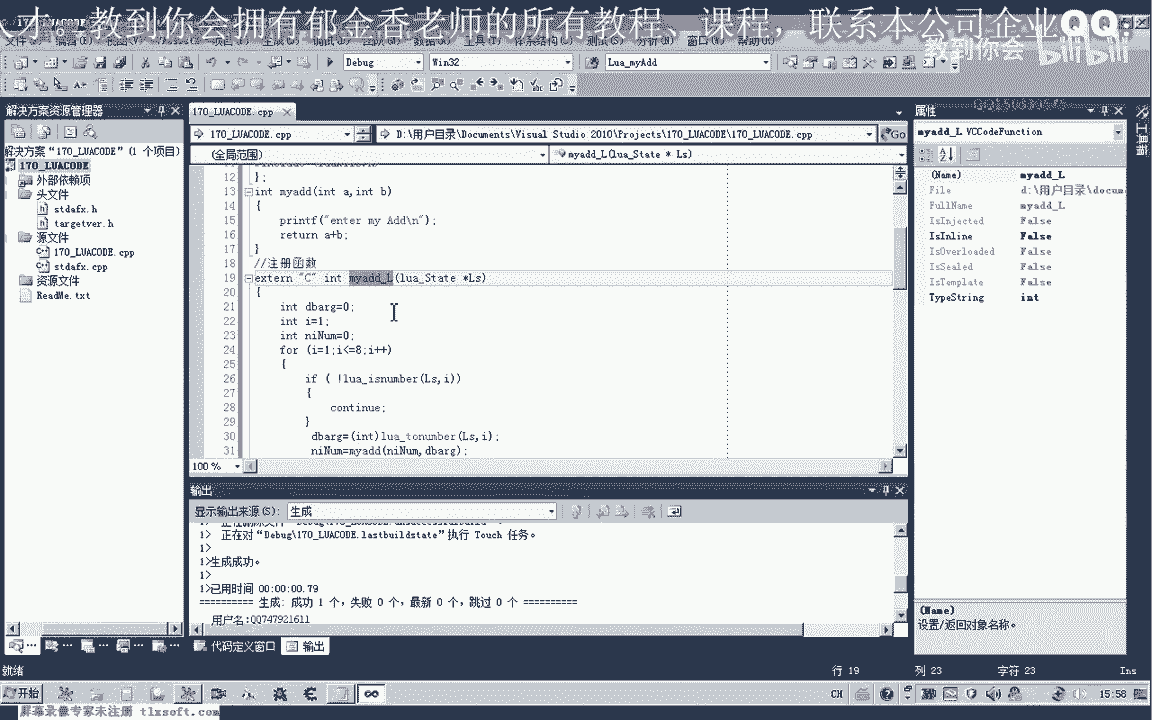 人才。教到你会拥有郁金香老师的所有教程、课程，联系本公司企业QQ:
教到你会 bilibili
Debug Win32 Lua_myAdd
解决方案资源管理器
解决方案“170_LUACODE”(1 个项目)
170_LUACODE
外部依赖项
头文件
stdafx.h
targetver.h
源文件
170_LUACODE.cpp
stdafx.cpp
资源文件
ReadMe.txt
170_LUACODE.cpp
170_LUACODE.cpp D:\用户目录\Documents\Visual Studio 2010\Projects\170_LUACODE\170_LUACODE.cpp Go
(全局范围) myadd_L(lua_State * Ls)
12 };
13 int myadd(int a,int b)
14 {
15 printf("enter my Add\n");
16 return a+b;
17 }
18 //注册函数
19 extern "C" int myadd_L(lua_State *Ls)
20 {
21 int dbarg=0;
22 int i=1;
23 int niNum=0;
24 for (i=1;i<=8;i++)
25 {
26 if ( !lua_isnumber(Ls,i))
27 {
28 continue;
29 }
30 dbarg=(int)lua_tonumber(Ls,i);
31 niNum=myadd(niNum,dbarg);
100 %
输出
显示输出来源(S): 生成
1> 正在对“Debug\170_LUACODE.lastbuildstate”执行 Touch 任务。
1>
1>生成成功。
1>
1>已用时间 00:00:00.79
========== 生成: 成功 1 个，失败 0 个，最新 0 个，跳过 0 个 ==========
用户名:QQ747921611
代码定义窗口 输出
属性
myadd_L VCCodeFunction
(Name) myadd_L
File d:\用户目录\docum
FullName myadd_L
IsInjected False
IsInline False
IsOverloaded False
IsSealed False
IsTemplate False
TypeString int
(Name)
设置/返回对象名称。
工具箱
就绪 行 19 列 23 字符 23 Ins
开始 CH 15:58
屏幕录像专家未注册 tlxsoft.com